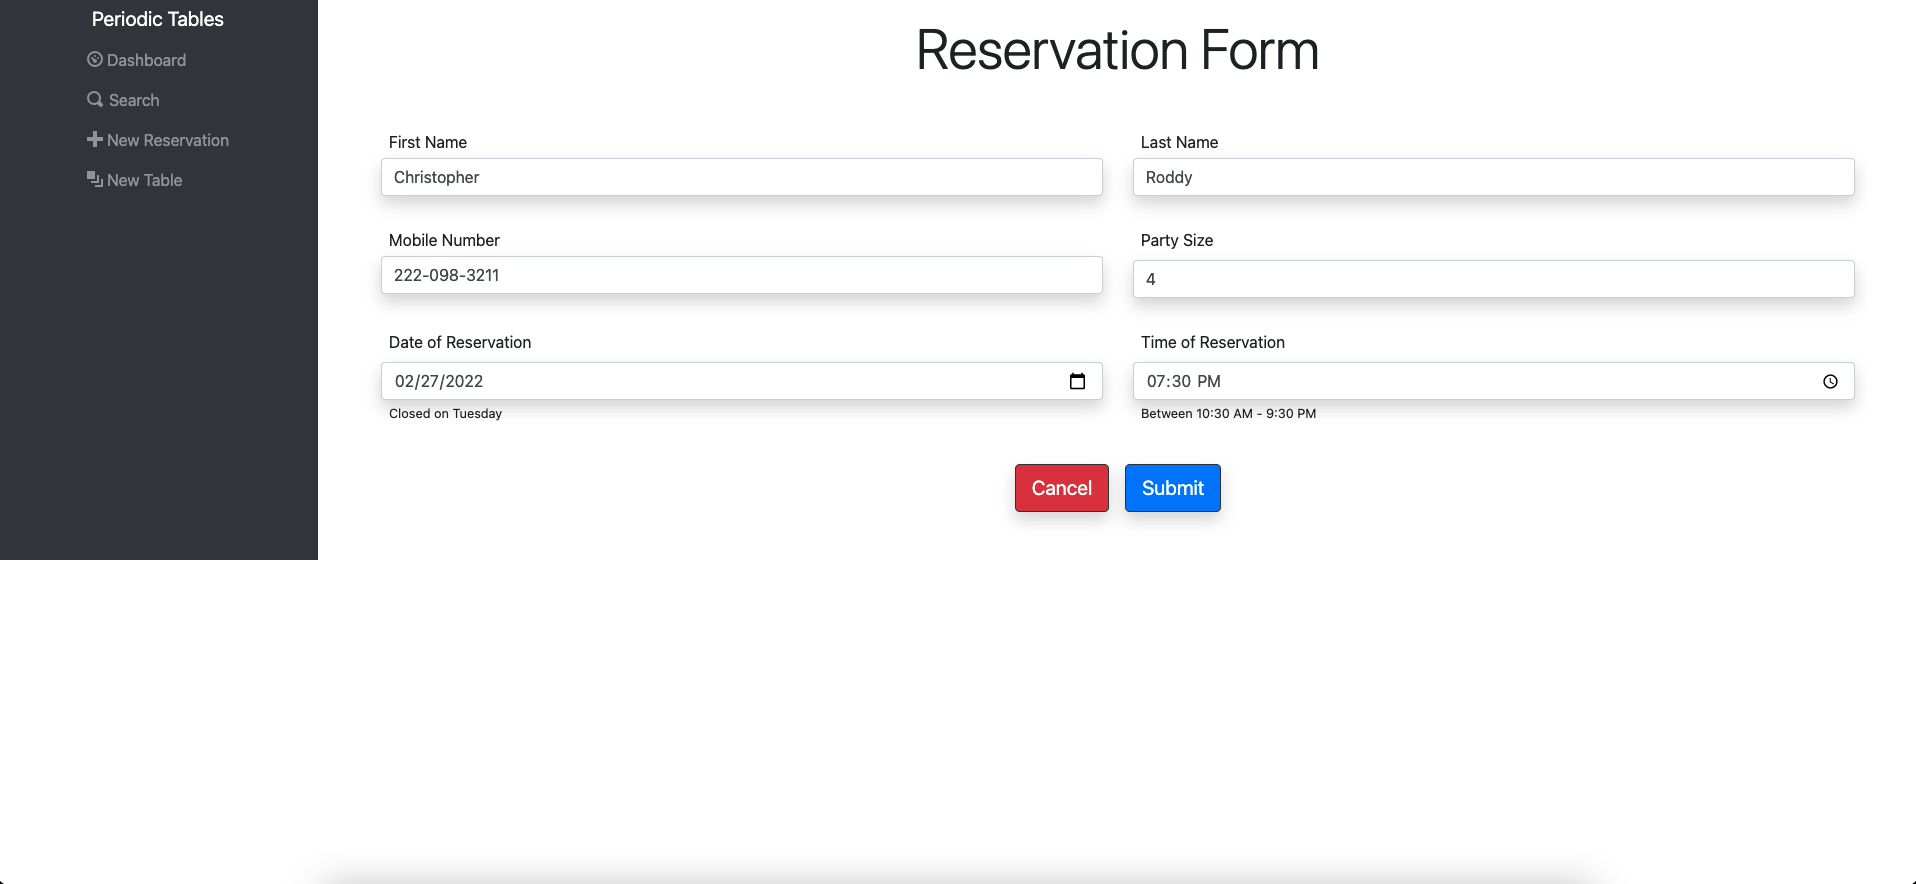 Periodic Tables
Dashboard
Search
New Reservation
New Table
Reservation Form
First Name
Christopher
Last Name
Roddy
Mobile Number
222-098-3211
Party Size
4
Date of Reservation
02/27/2022
Closed on Tuesday
Time of Reservation
07:30 PM
Between 10:30 AM - 9:30 PM
Cancel
Submit